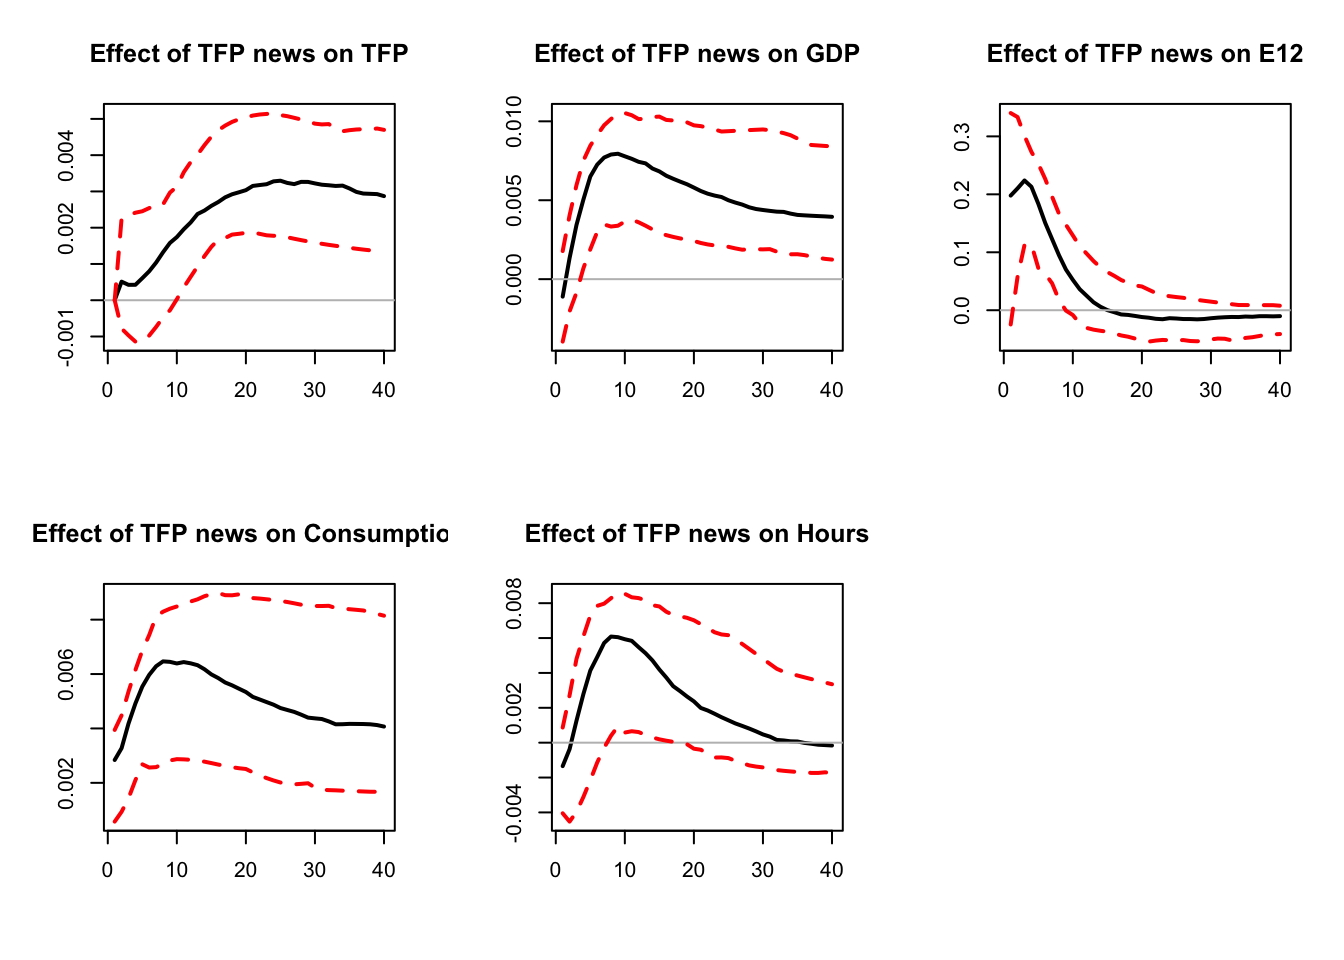 Effect of TFP news on TFP
0.004
0.002
-0.001
0 10 20 30 40
Effect of TFP news on GDP
0.010
0.005
0.000
0 10 20 30 40
Effect of TFP news on E12
0.3
0.2
0.1
0.0
0 10 20 30 40
Effect of TFP news on Consumptio
0.006
0.002
0 10 20 30 40
Effect of TFP news on Hours
0.008
0.002
-0.004
0 10 20 30 40